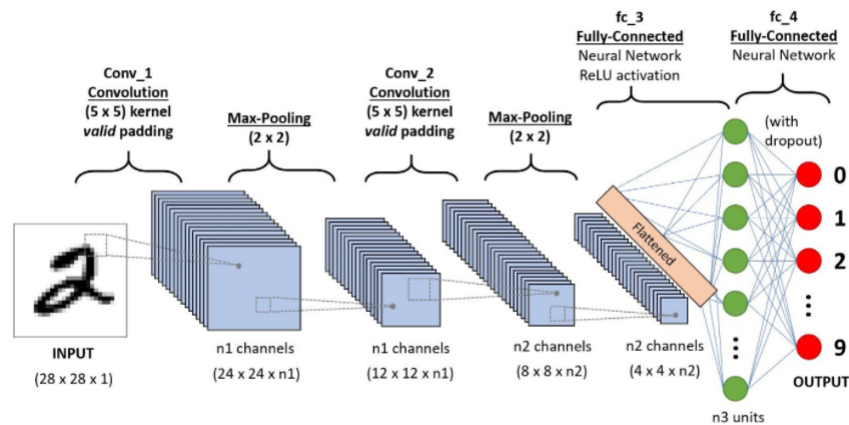 Conv_1
Convolution
(5 x 5) kernel
valid padding
Max-Pooling
(2 x 2)
Conv_2
Convolution
(5 x 5) kernel
valid padding
Max-Pooling
(2 x 2)
fc_3
Fully-Connected
Neural Network
ReLU activation
fc_4
Fully-Connected
Neural Network
(with
dropout)
Flattened
0
1
2
9
OUTPUT
INPUT
(28 x 28 x 1)
n1 channels
(24 x 24 x n1)
n1 channels
(12 x 12 x n1)
n2 channels
(8 x 8 x n2)
n2 channels
(4 x 4 x n2)
n3 units
2